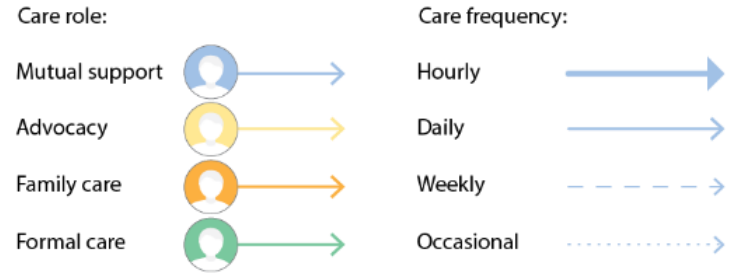 Care role:
Mutual support
Advocacy
Family care
Formal care
Care frequency:
Hourly
Daily
Weekly
Occasional